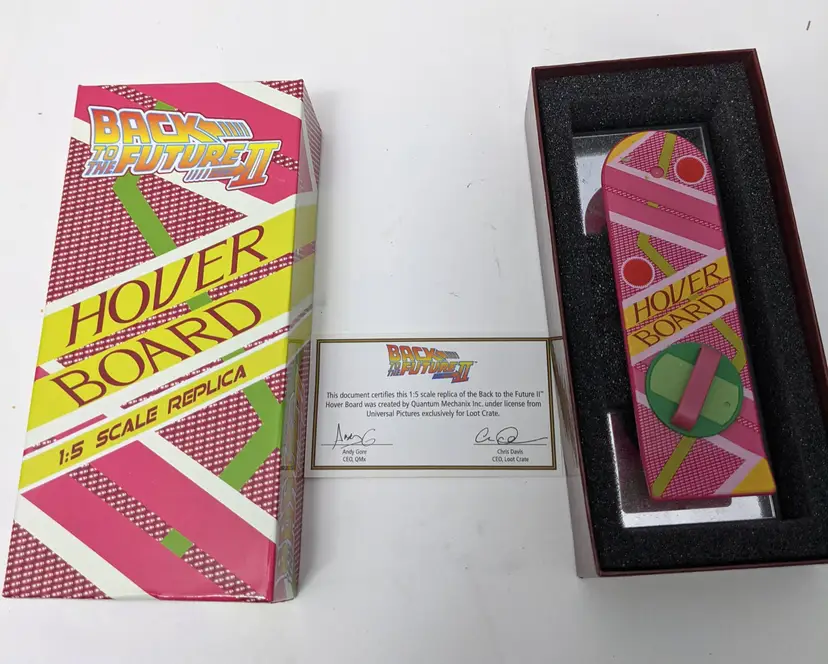 BACK
TO THE FUTURE II
HOVER
BOARD
1:5 SCALE REPLICA
BACK
TO THE FUTURE II
This document certifies this 1:5 scale replica of the Back to the Future II™
Hover Board was created by Quantum Mechanix Inc. under license from
Universal Pictures exclusively for Loot Crate.
Andy Gore
CEO, QMx
Chris Davis
CEO, Loot Crate
HOVER
BOARD